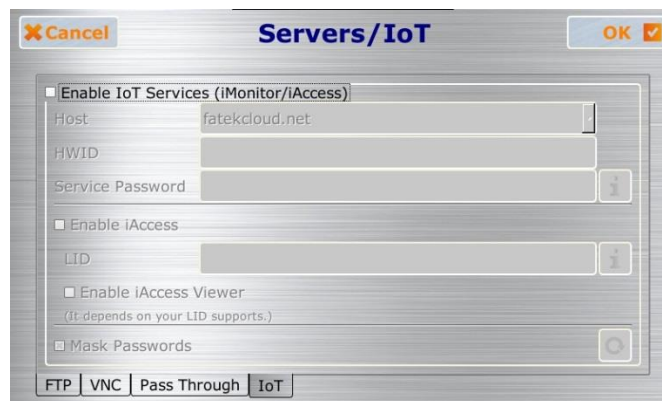 Cancel
Servers/IoT
OK
Enable IoT Services (iMonitor/iAccess)
Host
fatekcloud.net
HWID
Service Password
i
Enable iAccess
LID
i
Enable iAccess Viewer
(It depends on your LID supports.)
Mask Passwords
FTP VNC Pass Through IoT